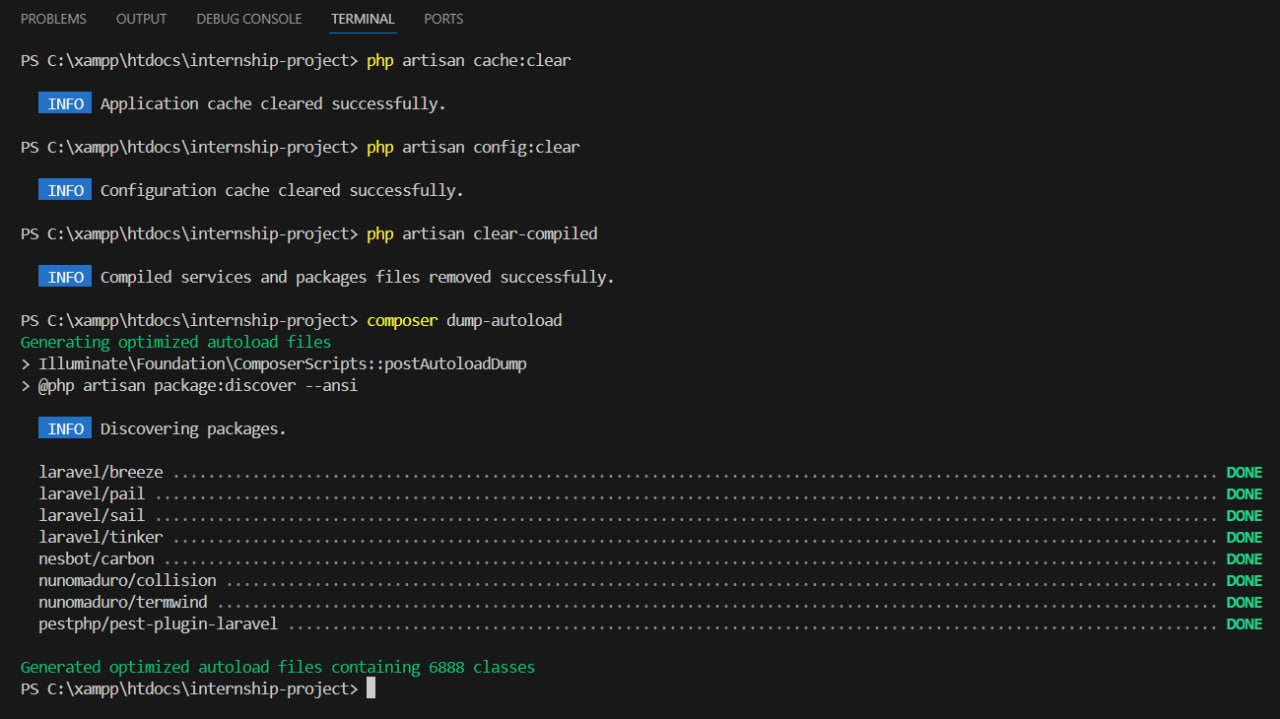 PROBLEMS OUTPUT DEBUG CONSOLE TERMINAL PORTS
PS C:\xampp\htdocs\internship-project> php artisan cache:clear
INFO Application cache cleared successfully.
PS C:\xampp\htdocs\internship-project> php artisan config:clear
INFO Configuration cache cleared successfully.
PS C:\xampp\htdocs\internship-project> php artisan clear-compiled
INFO Compiled services and packages files removed successfully.
PS C:\xampp\htdocs\internship-project> composer dump-autoload
Generating optimized autoload files
> Illuminate\Foundation\ComposerScripts::postAutoloadDump
> @php artisan package:discover --ansi
INFO Discovering packages.
laravel/breeze ..................................................................................................................... DONE
laravel/pail ....................................................................................................................... DONE
laravel/sail ....................................................................................................................... DONE
laravel/tinker ..................................................................................................................... DONE
nesbot/carbon ...................................................................................................................... DONE
nunomaduro/collision ............................................................................................................... DONE
nunomaduro/termwind ................................................................................................................ DONE
pestphp/pest-plugin-laravel ........................................................................................................ DONE
Generated optimized autoload files containing 6888 classes
PS C:\xampp\htdocs\internship-project>